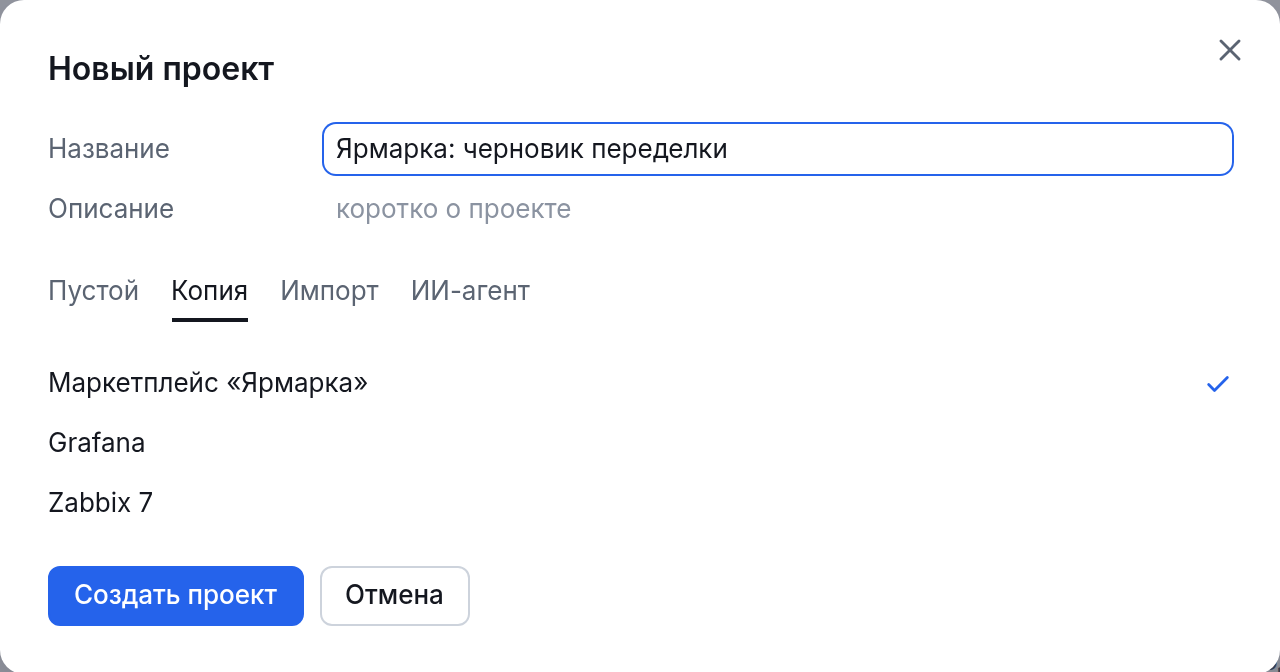 Новый проект
Название
Ярмарка: черновик переделки
Описание
коротко о проекте
Пустой Копия Импорт ИИ-агент
Маркетплейс «Ярмарка»
Grafana
Zabbix 7
Создать проект Отмена